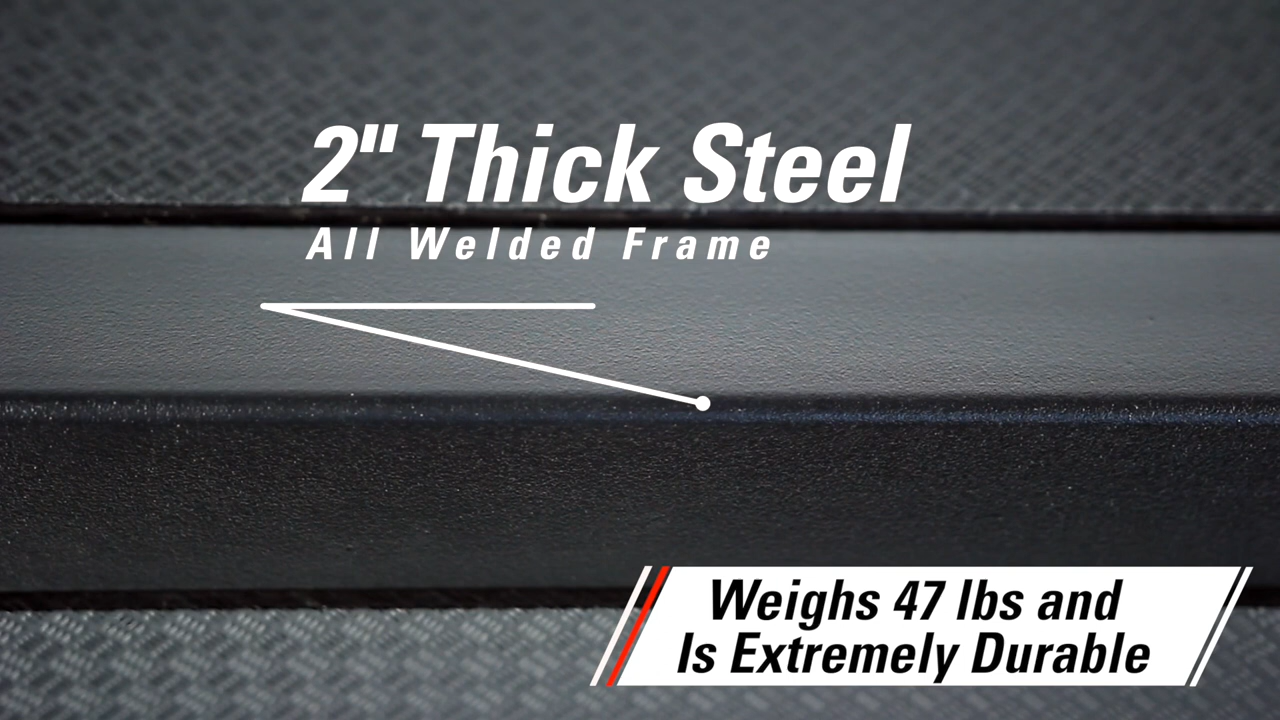 2" Thick Steel
All Welded Frame
Weighs 47 lbs and
Is Extremely Durable